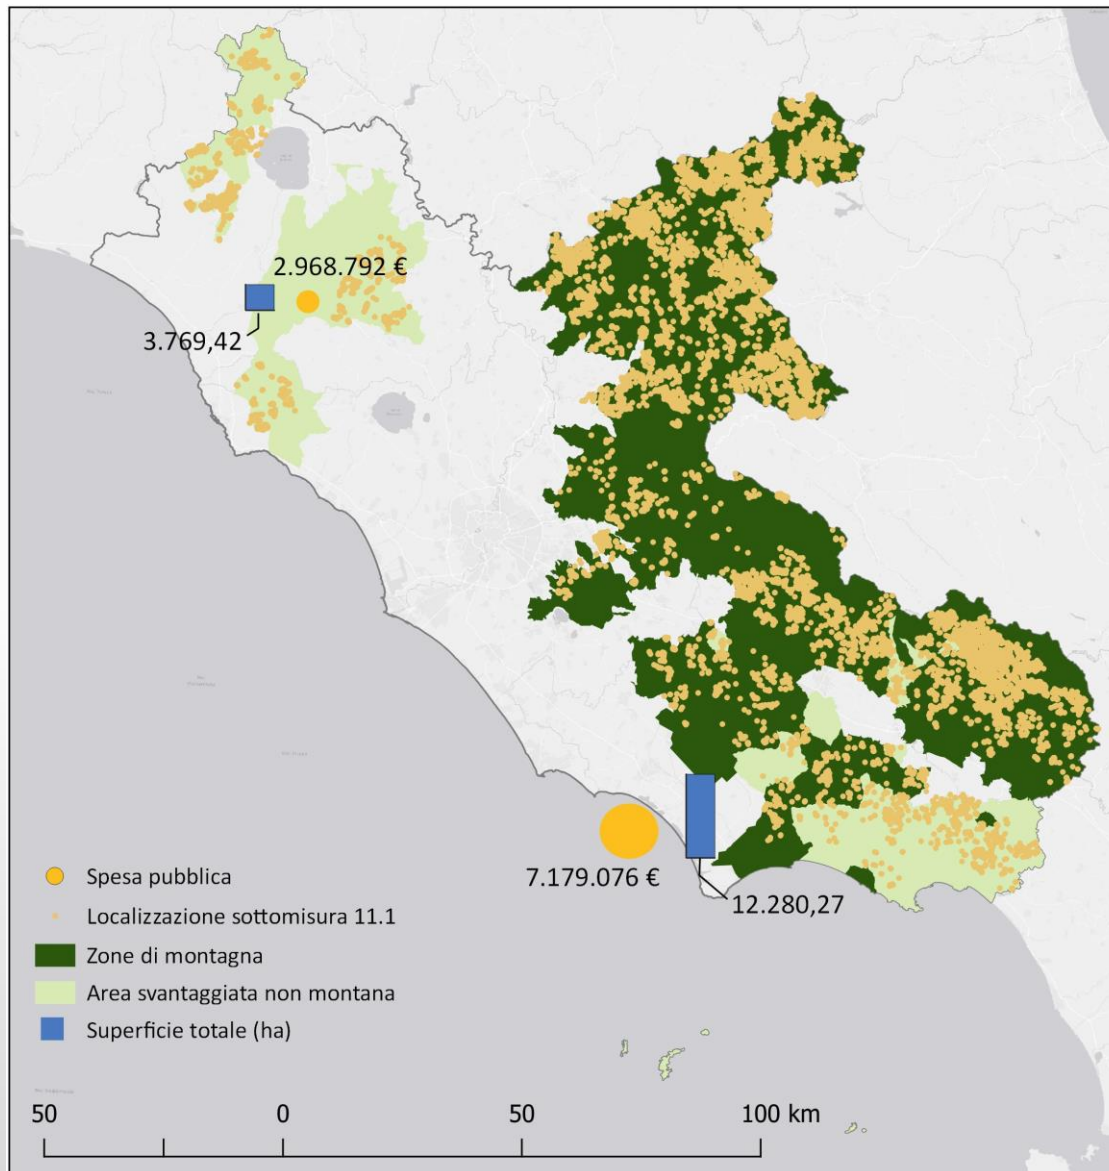 2.968.792 €
3.769,42
7.179.076 €
12.280,27
Spesa pubblica
Localizzazione sottomisura 11.1
Zone di montagna
Area svantaggiata non montana
Superficie totale (ha)
50 0 50 100 km